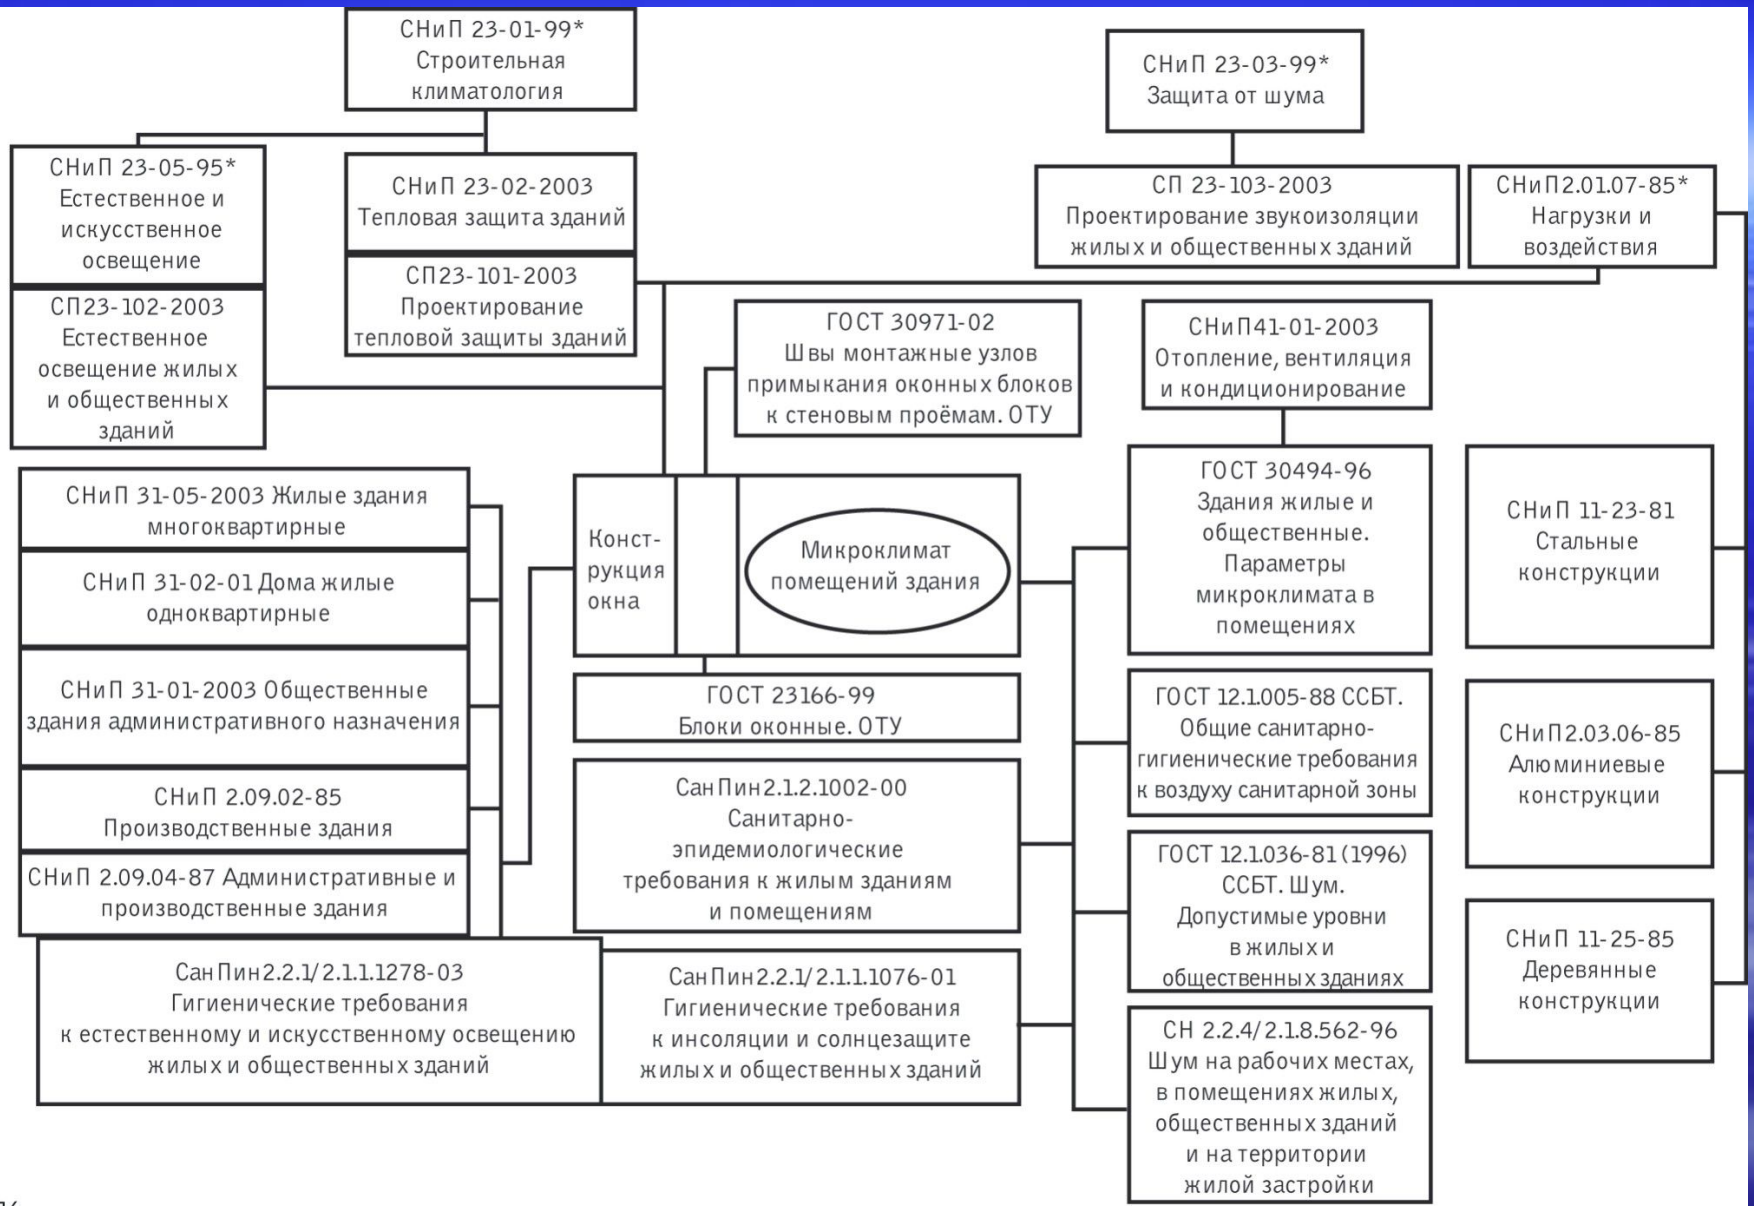 СНиП 23-01-99*
Строительная
климатология
СНиП 23-03-99*
Защита от шума
СНиП 23-05-95*
Естественное и
искусственное
освещение
СНиП 23-02-2003
Тепловая защита зданий
СП 23-103-2003
Проектирование звукоизоляции
жилых и общественных зданий
СНиП2.01.07-85*
Нагрузки и
воздействия
СП23-101-2003
Проектирование
тепловой защиты зданий
СП23-102-2003
Естественное
освещение жилых
и общественных
зданий
ГОСТ 30971-02
Швы монтажные узлов
примыкания оконных блоков
к стеновым проёмам. ОТУ
СНиП41-01-2003
Отопление, вентиляция
и кондиционирование
СНиП 31-05-2003 Жилые здания
многоквартирные
СНиП 31-02-01 Дома жилые
одноквартирные
СНиП 31-01-2003 Общественные
здания административного назначения
СНиП 2.09.02-85
Производственные здания
СНиП 2.09.04-87 Административные и
производственные здания
Конст-
рукция
окна
Микроклимат
помещений здания
ГОСТ 23166-99
Блоки оконные. ОТУ
СанПин2.1.2.1002-00
Санитарно-
эпидемиологические
требования к жилым зданиям
и помещениям
СанПин2.2.1/2.1.1.1278-03
Гигиенические требования
к естественному и искусственному освещению
жилых и общественных зданий
СанПин2.2.1/2.1.1.1076-01
Гигиенические требования
к инсоляции и солнцезащите
жилых и общественных зданий
ГОСТ 30494-96
Здания жилые и
общественные.
Параметры
микроклимата в
помещениях
ГОСТ 12.1.005-88 ССБТ.
Общие санитарно-
гигиенические требования
к воздуху санитарной зоны
ГОСТ 12.1.036-81 (1996)
ССБТ. Шум.
Допустимые уровни
в жилых и
общественных зданиях
СН 2.2.4/2.1.8.562-96
Шум на рабочих местах,
в помещениях жилых,
общественных зданий
и на территории
жилой застройки
СНиП 11-23-81
Стальные
конструкции
СНиП2.03.06-85
Алюминиевые
конструкции
СНиП 11-25-85
Деревянные
конструкции